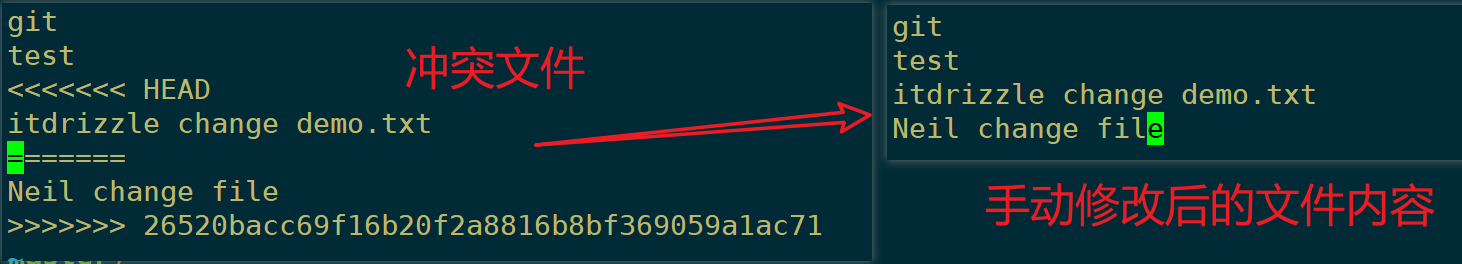 git
test
<<<<<<< HEAD
itdrizzle change demo.txt
=======
Neil change file
>>>>>>> 26520bacc69f16b20f2a8816b8bf369059a1ac71
冲突文件
git
test
itdrizzle change demo.txt
Neil change file
手动修改后的文件内容